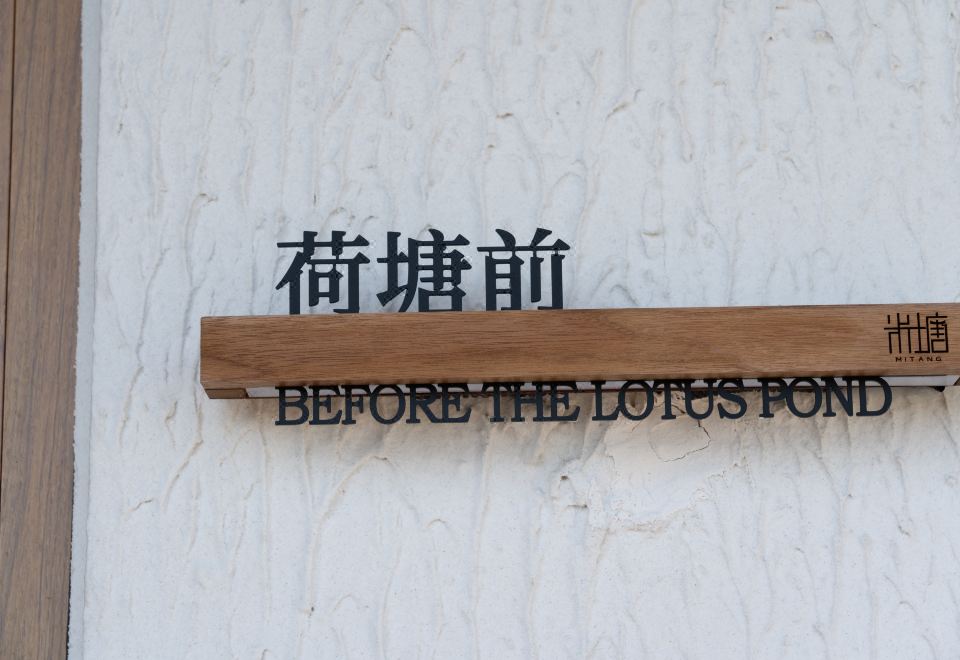 荷塘前
米塘
MITANG
BEFORE THE LOTUS POND